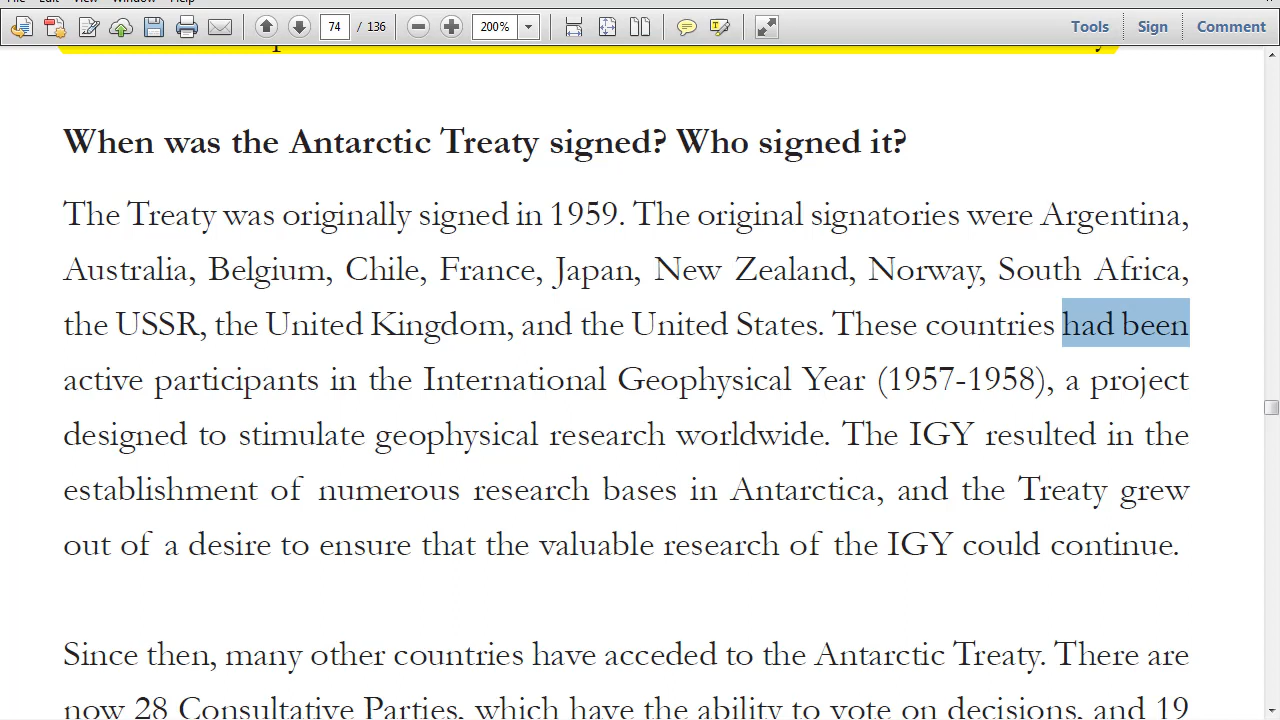 File Edit View Window Help
74 / 136 200% Tools Sign Comment
When was the Antarctic Treaty signed? Who signed it?
The Treaty was originally signed in 1959. The original signatories were Argentina,
Australia, Belgium, Chile, France, Japan, New Zealand, Norway, South Africa,
the USSR, the United Kingdom, and the United States. These countries had been
active participants in the International Geophysical Year (1957-1958), a project
designed to stimulate geophysical research worldwide. The IGY resulted in the
establishment of numerous research bases in Antarctica, and the Treaty grew
out of a desire to ensure that the valuable research of the IGY could continue.
Since then, many other countries have acceded to the Antarctic Treaty. There are
now 28 Consultative Parties, which have the ability to vote on decisions, and 19